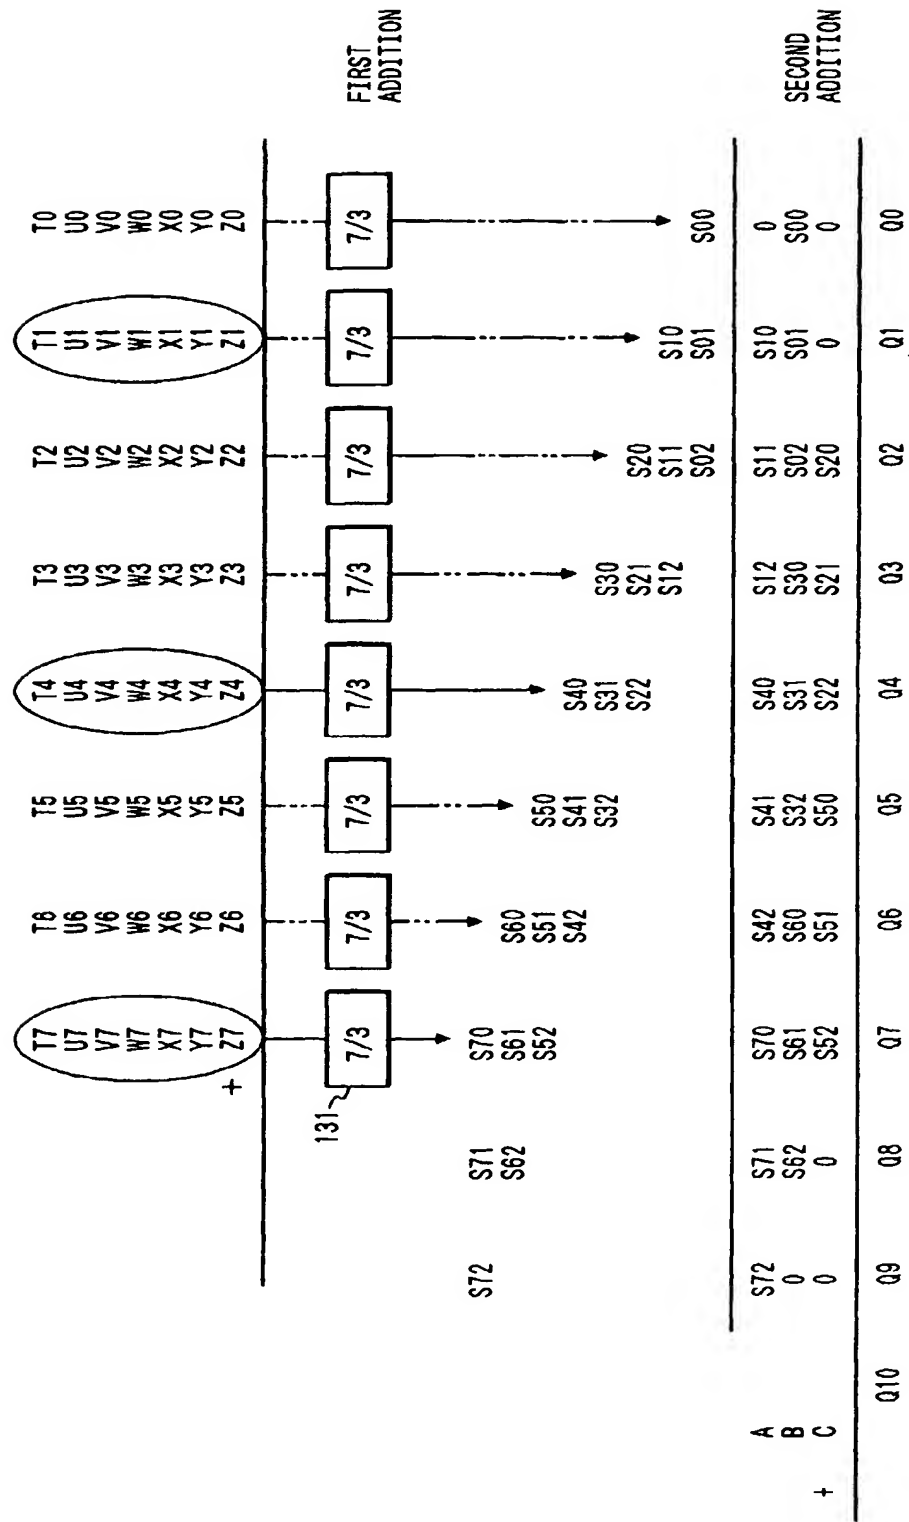 T7 T8 T5 T4 T3 T2 T1 T0
U7 U6 U5 U4 U3 U2 U1 U0
V7 V6 V5 V4 V3 V2 V1 V0
W7 W6 W5 W4 W3 W2 W1 W0
X7 X6 X5 X4 X3 X2 X1 X0
Y7 Y6 Y5 Y4 Y3 Y2 Y1 Y0
+ Z7 Z6 Z5 Z4 Z3 Z2 Z1 Z0
131
7/3 7/3 7/3 7/3 7/3 7/3 7/3 7/3 FIRST
ADDITION
S72 S71 S70
S62 S61 S60
S52 S51 S50
S42 S41 S40
S32 S31 S30
S22 S21 S20
S12 S11 S10
S02 S01 S00
A S72 S71 S70 S42 S41 S40 S12 S11 S10 0
B 0 S62 S61 S60 S32 S31 S30 S02 S01 S00 SECOND
+ C 0 0 S52 S51 S50 S22 S21 S20 0 0 ADDITION
Q10 Q9 Q8 Q7 Q6 Q5 Q4 Q3 Q2 Q1 Q0